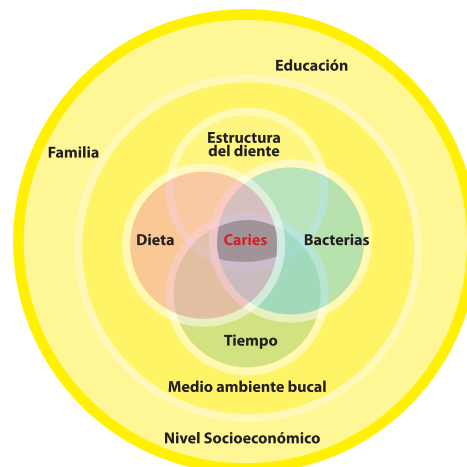 Educación
Familia
Estructura
del diente
Dieta
Caries
Bacterias
Tiempo
Medio ambiente bucal
Nivel Socioeconómico